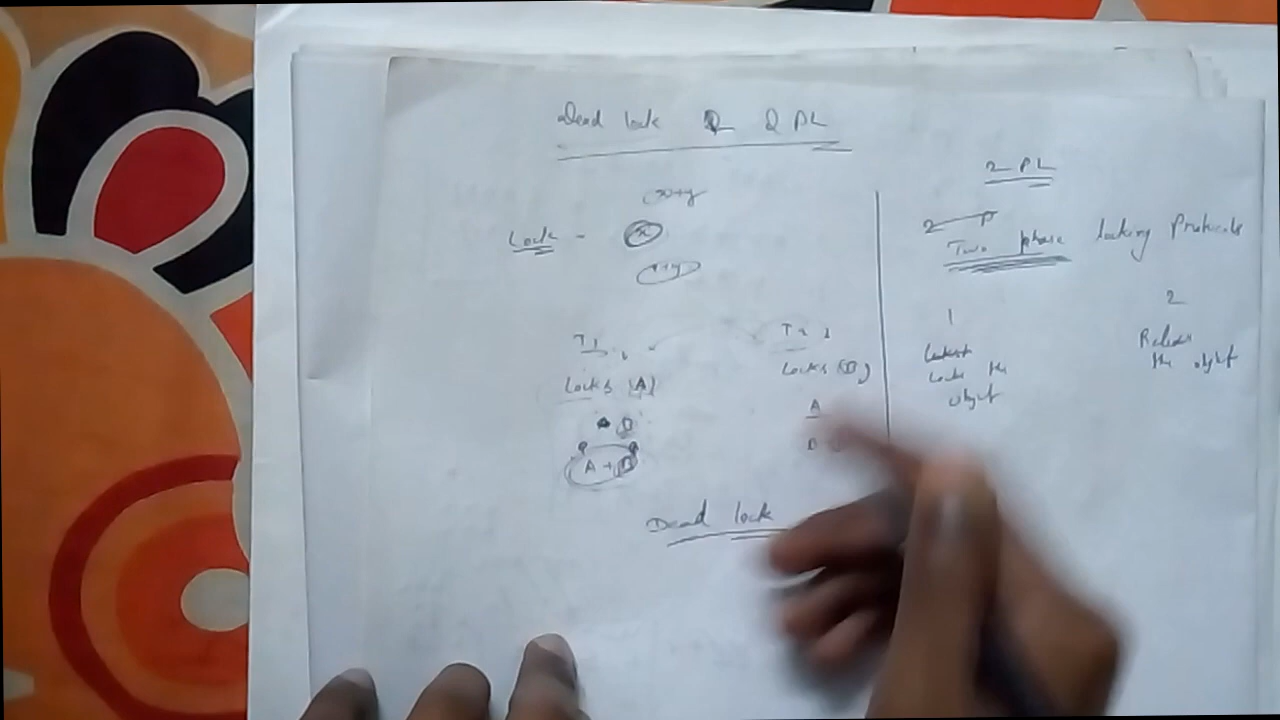 Dead lock & 2 PL
x+y
Lock - x
x+y
T1
Locks (A)
B
A + B
T2
Locks (B)
A
B
Dead lock
2 PL
2 P
Two phase locking Protocols
1
Locks the
object
2
Release
the object